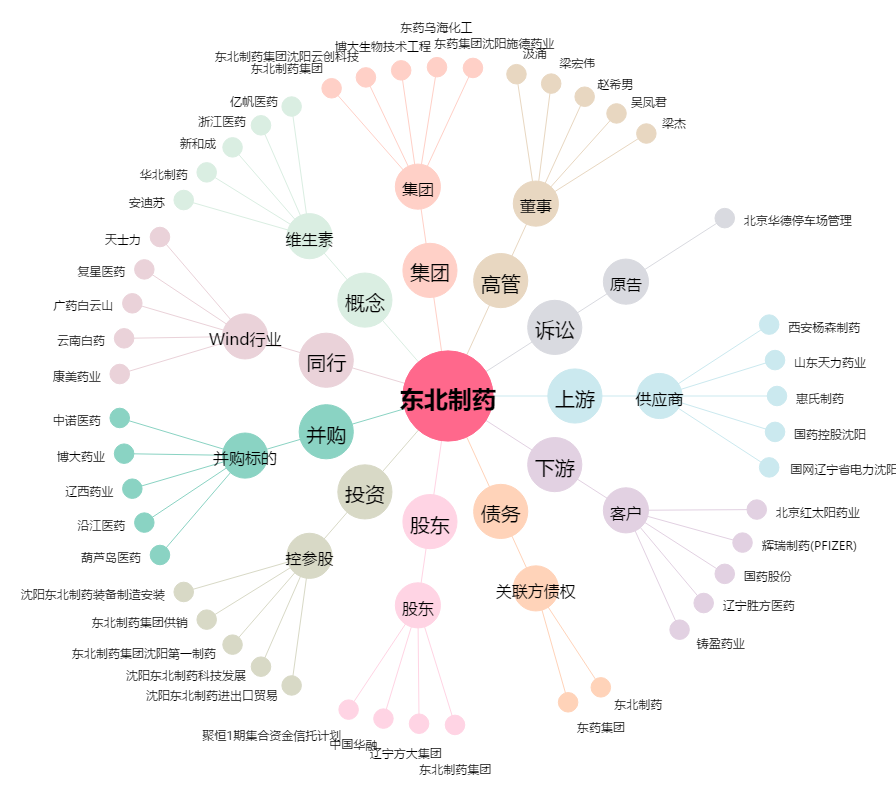 东药乌海化工
东药集团沈阳施德药业
博大生物技术工程
东北制药集团沈阳云创科技
东北制药集团
汲涌
梁宏伟
赵希男
吴凤君
梁杰
亿帆医药
浙江医药
新和成
华北制药
安迪苏
集团
董事
维生素
集团
高管
概念
北京华德停车场管理
原告
诉讼
天士力
复星医药
广药白云山
云南白药
康美药业
Wind行业
同行
东北制药
上游
供应商
西安杨森制药
山东天力药业
惠氏制药
国药控股沈阳
国网辽宁省电力沈阳
中诺医药
博大药业
辽西药业
沿江医药
葫芦岛医药
并购标的
并购
下游
客户
北京红太阳药业
辉瑞制药(PFIZER)
国药股份
辽宁胜方医药
铸盈药业
投资
股东
债务
控参股
股东
关联方债权
沈阳东北制药装备制造安装
东北制药集团供销
东北制药集团沈阳第一制药
沈阳东北制药科技发展
沈阳东北制药进出口贸易
聚恒1期集合资金信托计划
中国华融
辽宁方大集团
东北制药集团
东药集团
东北制药